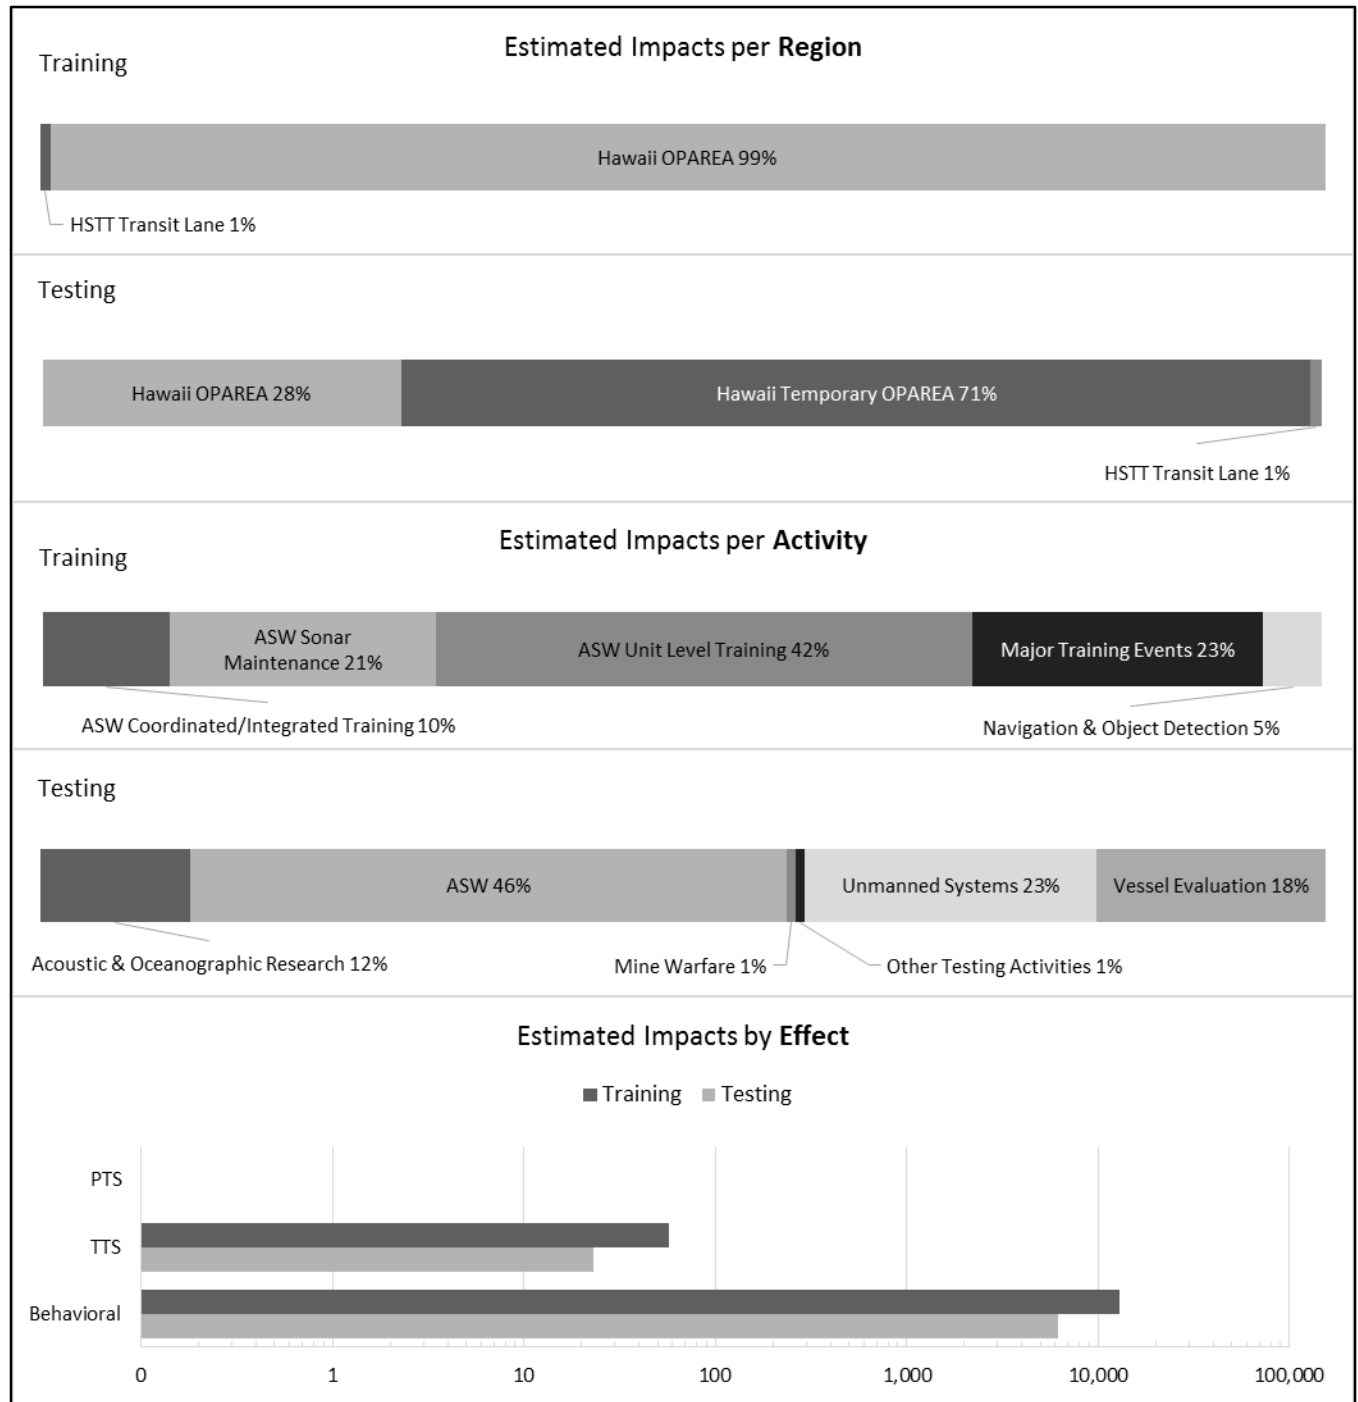 Estimated Impacts per Region
Training
Hawaii OPAREA 99%
HSTT Transit Lane 1%
Testing
Hawaii OPAREA 28%
Hawaii Temporary OPAREA 71%
HSTT Transit Lane 1%
Estimated Impacts per Activity
Training
ASW Sonar
Maintenance 21%
ASW Unit Level Training 42%
Major Training Events 23%
ASW Coordinated/Integrated Training 10%
Navigation & Object Detection 5%
Testing
ASW 46%
Unmanned Systems 23%
Vessel Evaluation 18%
Acoustic & Oceanographic Research 12%
Mine Warfare 1%
Other Testing Activities 1%
Estimated Impacts by Effect
Training
Testing
PTS
TTS
Behavioral
0
1
10
100
1,000
10,000
100,000